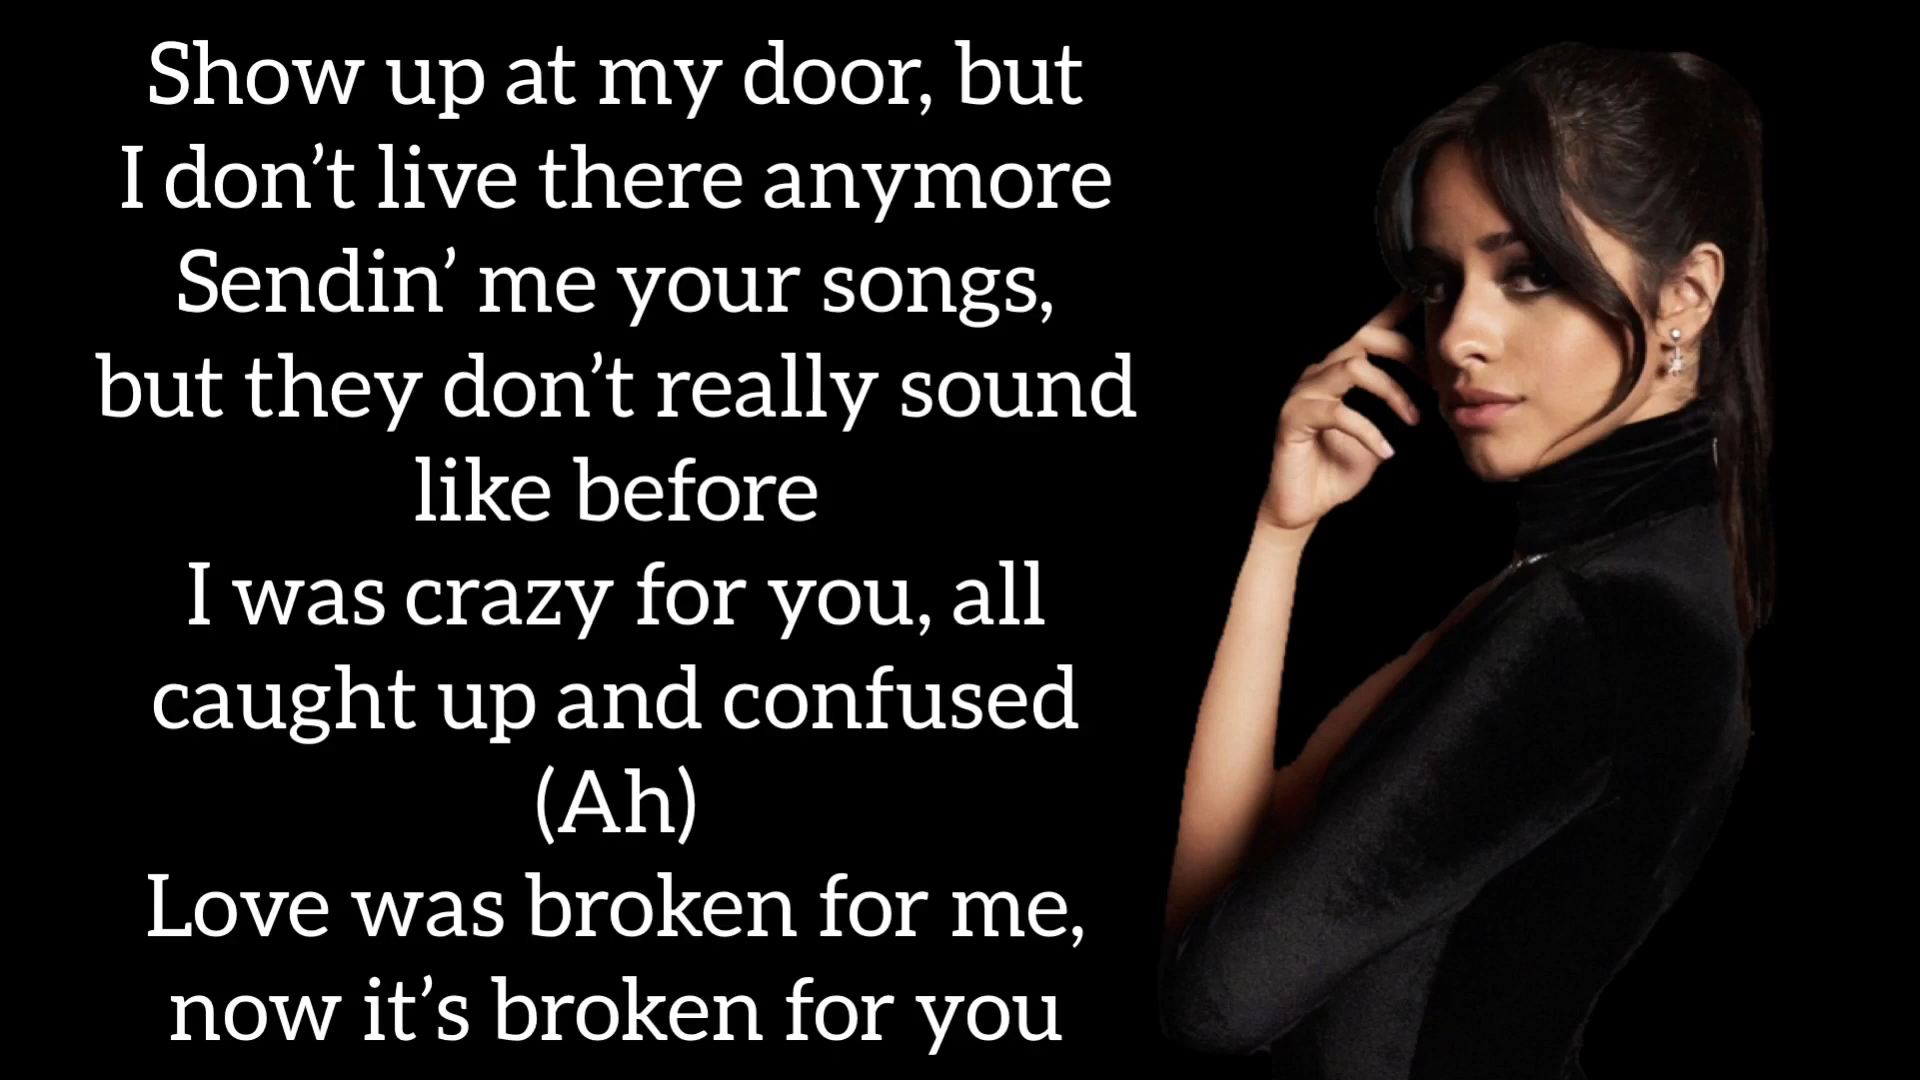 Show up at my door, but
I don’t live there anymore
Sendin’ me your songs,
but they don’t really sound
like before
I was crazy for you, all
caught up and confused
(Ah)
Love was broken for me,
now it’s broken for you